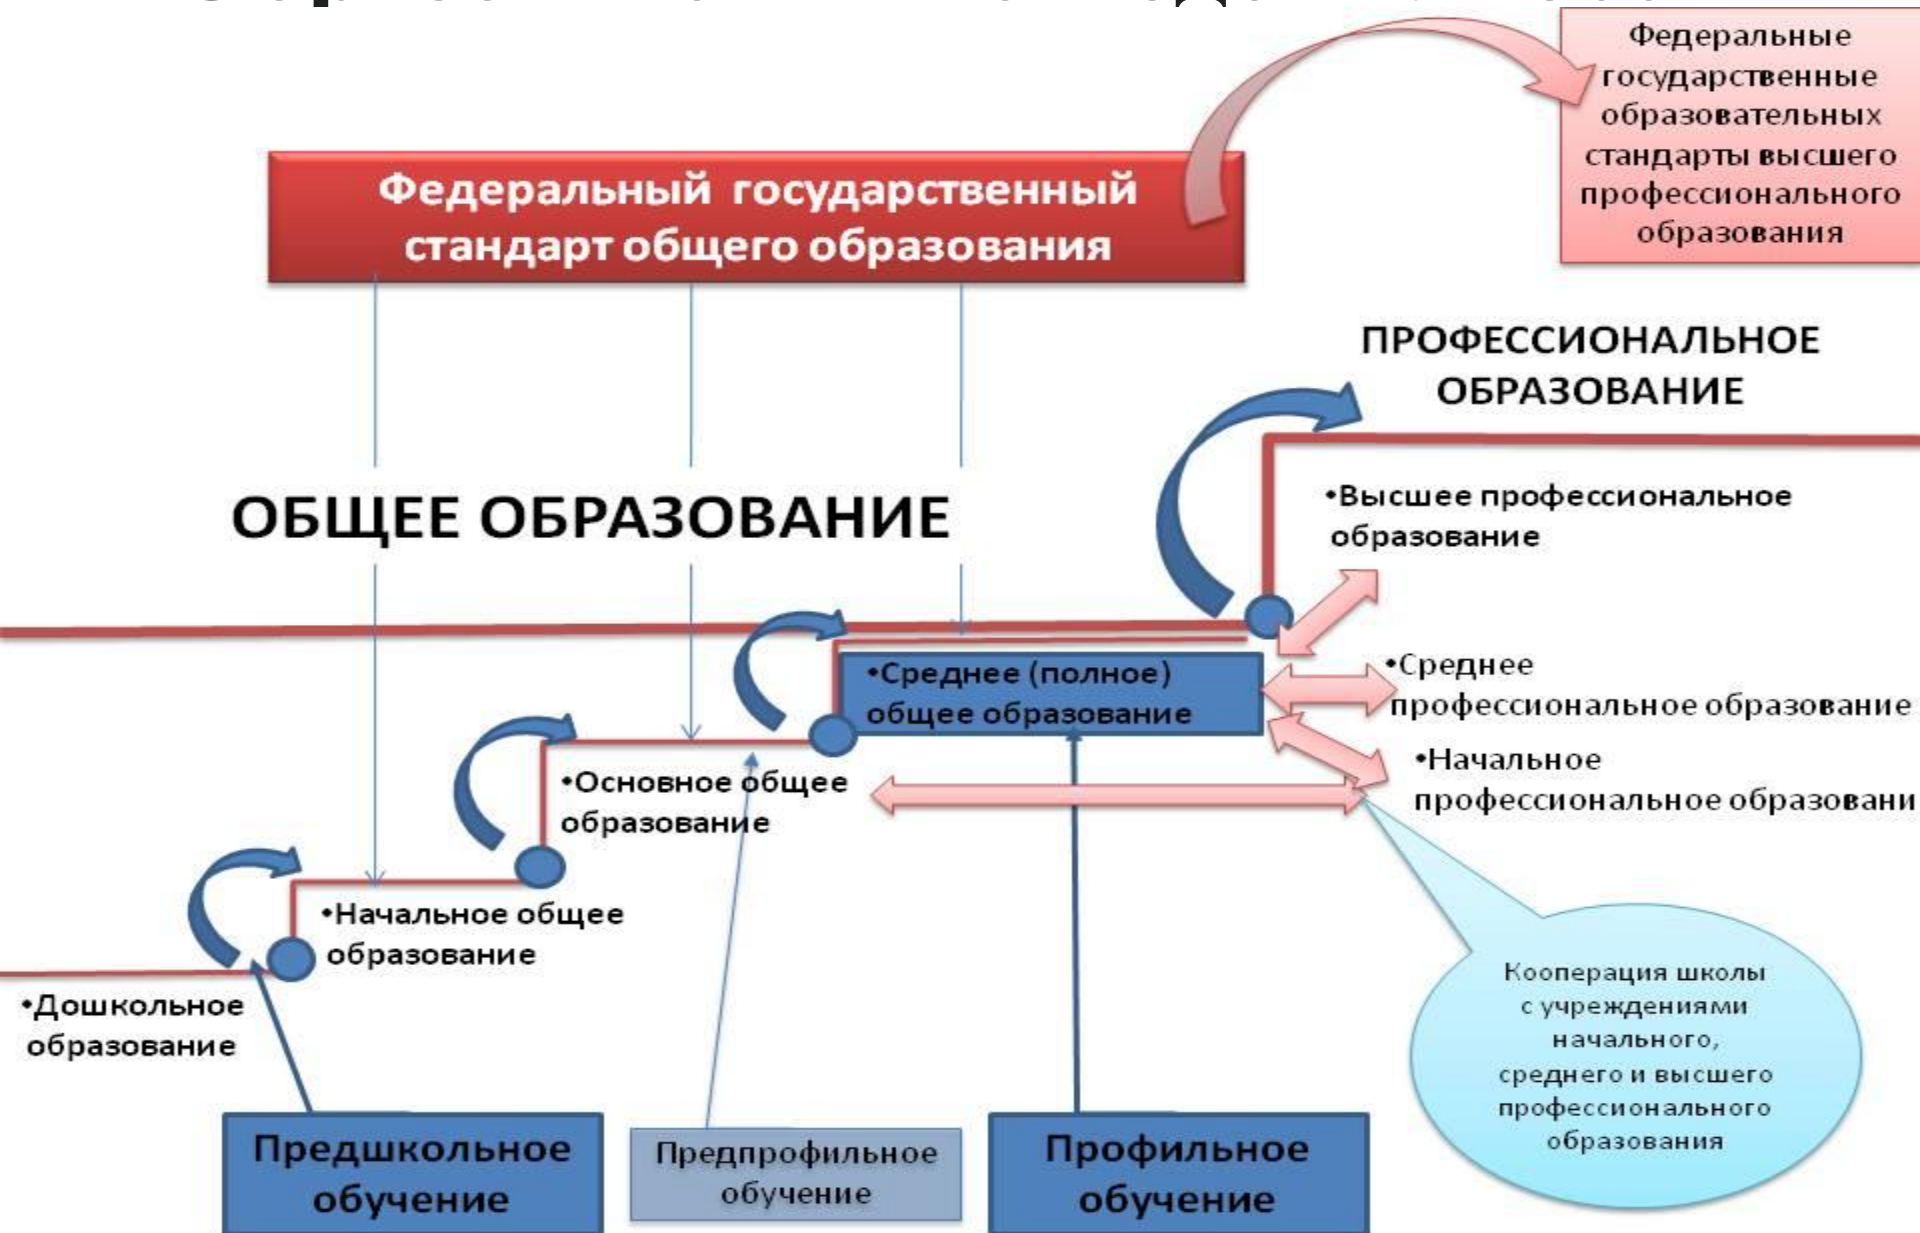 Федеральные
государственные
образовательных
стандарты высшего
профессионального
образования
Федеральный государственный
стандарт общего образования
ПРОФЕССИОНАЛЬНОЕ
ОБРАЗОВАНИЕ
ОБЩЕЕ ОБРАЗОВАНИЕ
•Высшее профессиональное
образование
•Среднее (полное)
общее образование
•Среднее
профессиональное образование
•Начальное
профессиональное образовани
•Основное общее
образование
•Начальное общее
образование
•Дошкольное
образование
Кооперация школы
с учреждениями
начального,
среднего и высшего
профессионального
образования
Предшкольное
обучение
Предпрофильное
обучение
Профильное
обучение